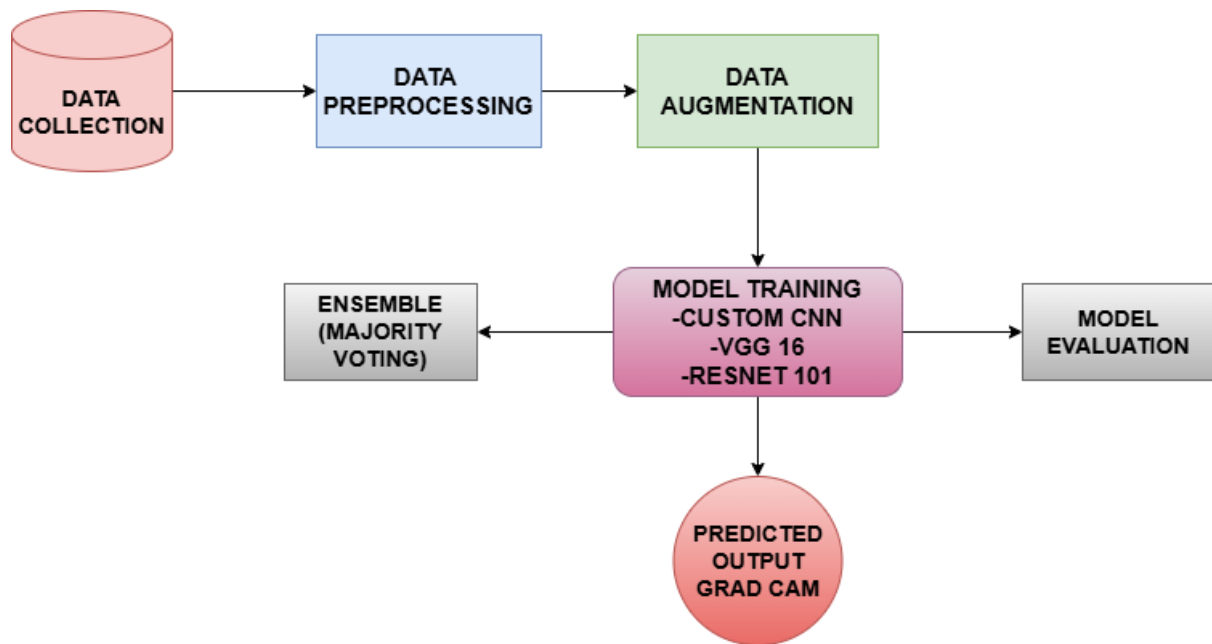 DATA
COLLECTION
DATA
PREPROCESSING
DATA
AUGMENTATION
ENSEMBLE
(MAJORITY
VOTING)
MODEL TRAINING
-CUSTOM CNN
-VGG 16
-RESNET 101
MODEL
EVALUATION
PREDICTED
OUTPUT
GRAD CAM